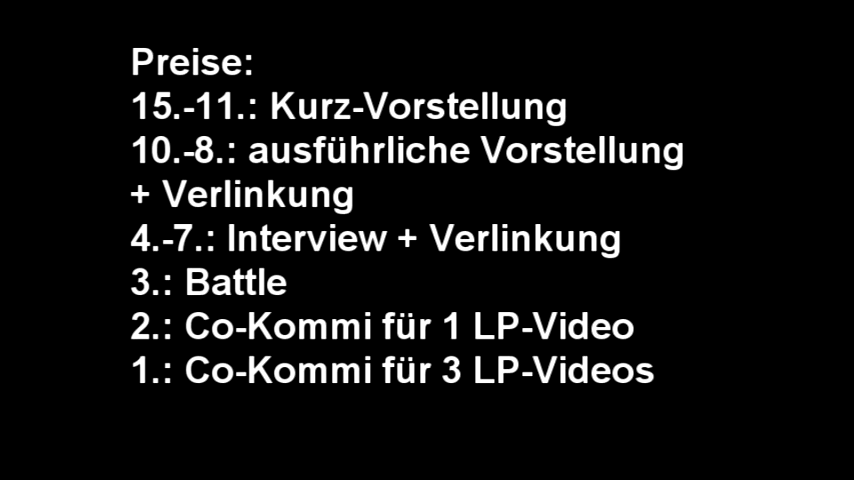 Preise:
15.-11.: Kurz-Vorstellung
10.-8.: ausführliche Vorstellung
+ Verlinkung
4.-7.: Interview + Verlinkung
3.: Battle
2.: Co-Kommi für 1 LP-Video
1.: Co-Kommi für 3 LP-Videos